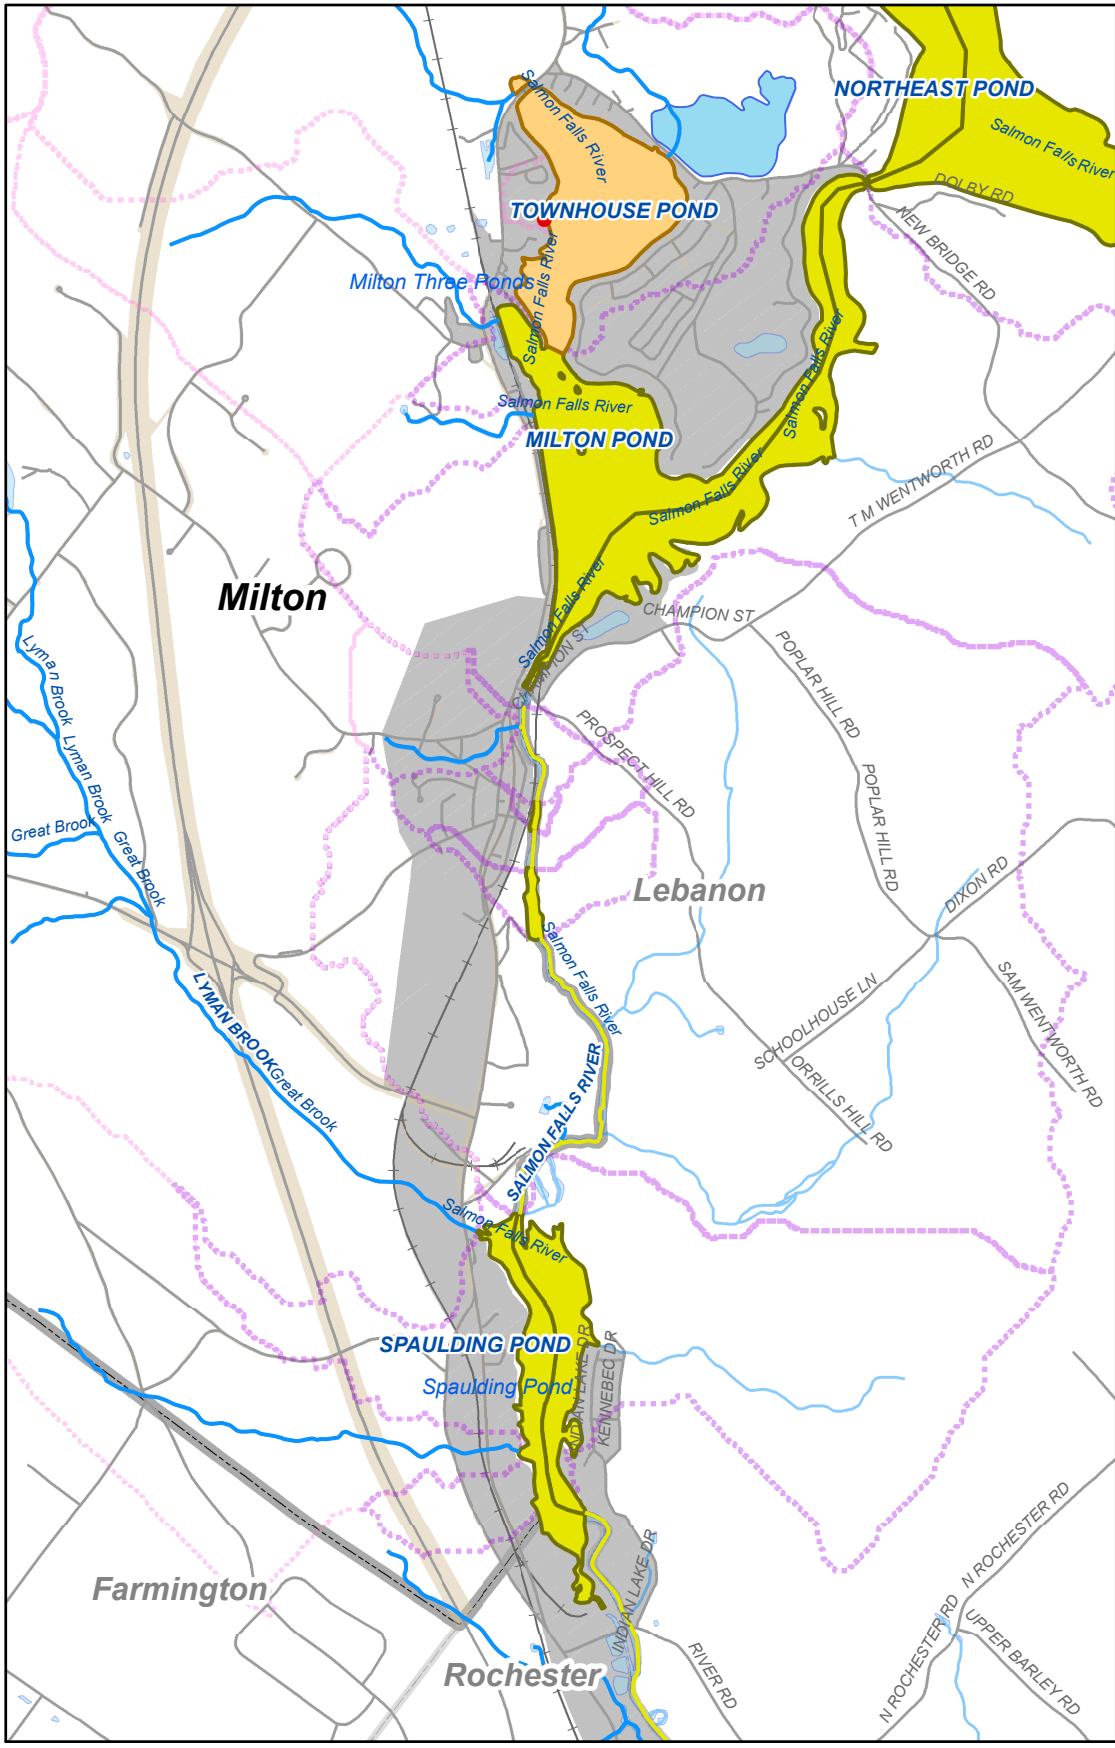 NORTHEAST POND
Salmon Falls River
Salmon Falls River
DOLBY RD
TOWNHOUSE POND
NEW BRIDGE RD
Milton Three Ponds
Salmon Falls River
Salmon Falls River
Salmon Falls River
MILTON POND
T M WENTWORTH RD
Salmon Falls River
Milton
Salmon Falls River
CHAMPION ST
CHAMPION ST
Lyman Brook
POPLAR HILL RD
PROSPECT HILL RD
Lyman Brook
POPLAR HILL RD
Great Brook
Great Brook
Lebanon
DIXON RD
Salmon Falls River
LYMAN BROOK
SCHOOLHOUSE LN
SAM WENTWORTH RD
Great Brook
SALMON FALLS RIVER
ORRILLS HILL RD
Salmon Falls River
SPAULDING POND
INDIAN LAKE DR
KENNEBEC DR
Spaulding Pond
N ROCHESTER RD
Farmington
INDIAN LAKE DR
Rochester
RIVER RD
N ROCHESTER RD
UPPER BARLEY RD